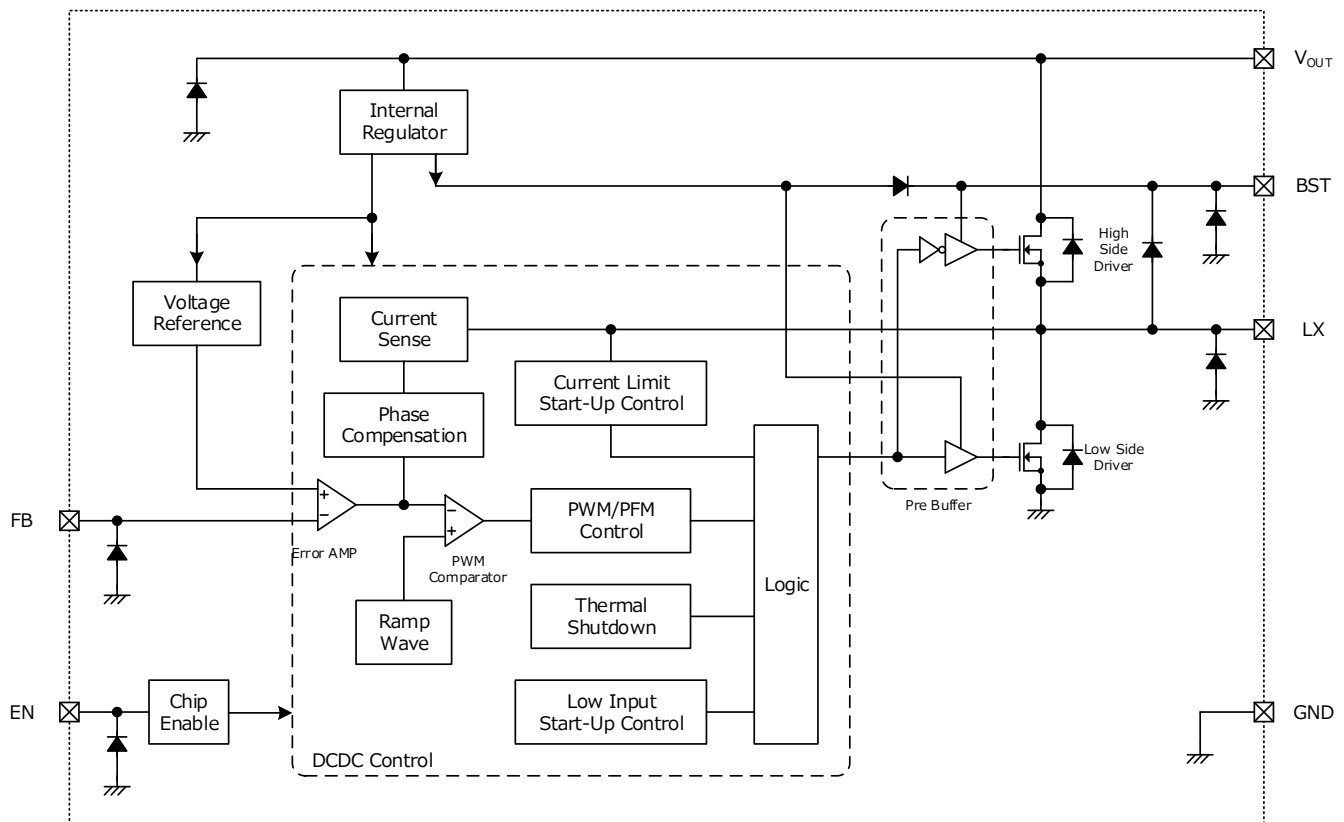 VOUT
Internal
Regulator
BST
High
Side
Driver
Voltage
Reference
Current
Sense
LX
Current Limit
Start-Up Control
Phase
Compensation
Low Side
Driver
Pre Buffer
+
−
FB
Error AMP
−
+
PWM
Comparator
PWM/PFM
Control
Logic
Ramp
Wave
Thermal
Shutdown
EN
Chip
Enable
Low Input
Start-Up Control
GND
DCDC Control